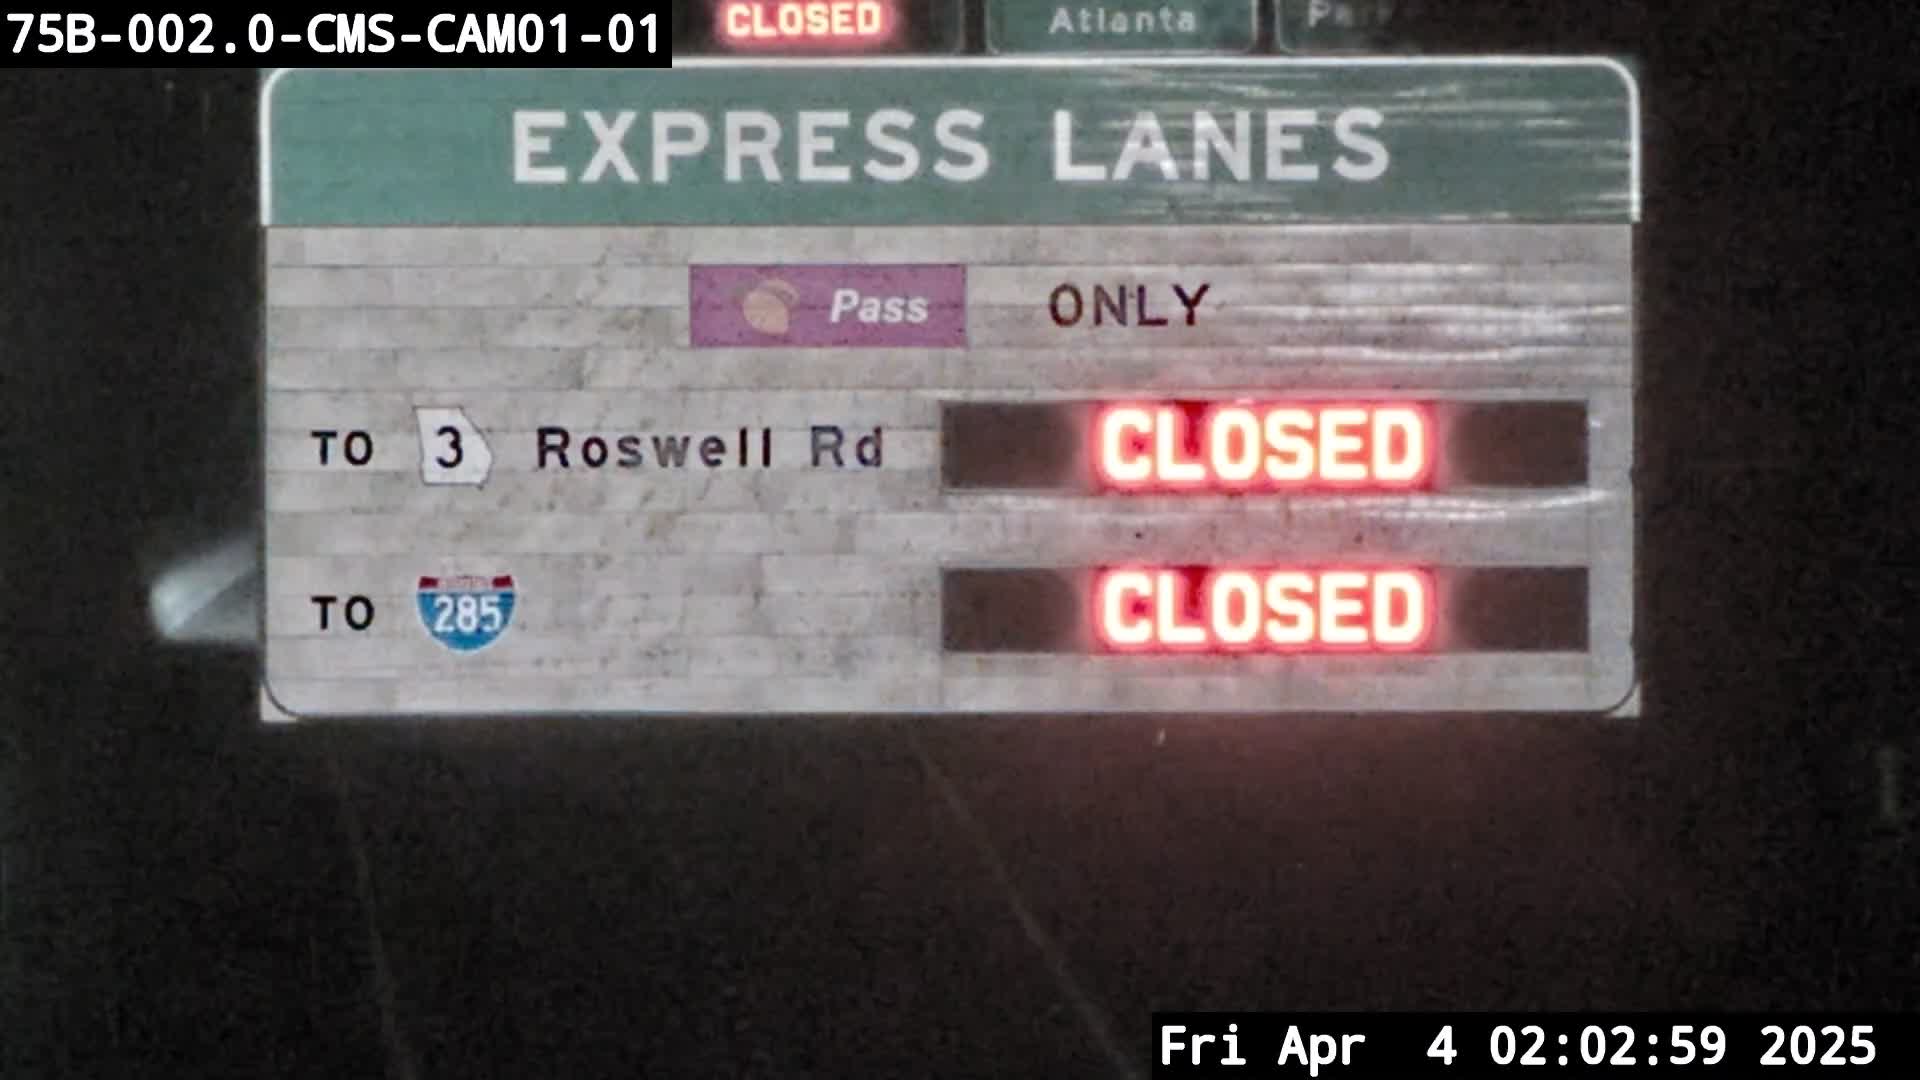 75B-002.0-CMS-CAM01-01
CLOSED
Atlanta
EXPRESS LANES
Pass ONLY
TO 3 Roswell Rd CLOSED
TO 285 CLOSED
Fri Apr 4 02:02:59 2025